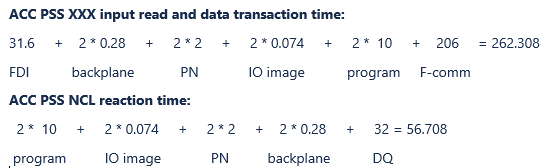 ACC PSS XXX input read and data transaction time:
31.6 + 2 * 0.28 + 2 * 2 + 2 * 0.074 + 2 * 10 + 206 = 262.308
FDI backplane PN IO image program F-comm
ACC PSS NCL reaction time:
2 * 10 + 2 * 0.074 + 2 * 2 + 2 * 0.28 + 32 = 56.708
program IO image PN backplane DQ